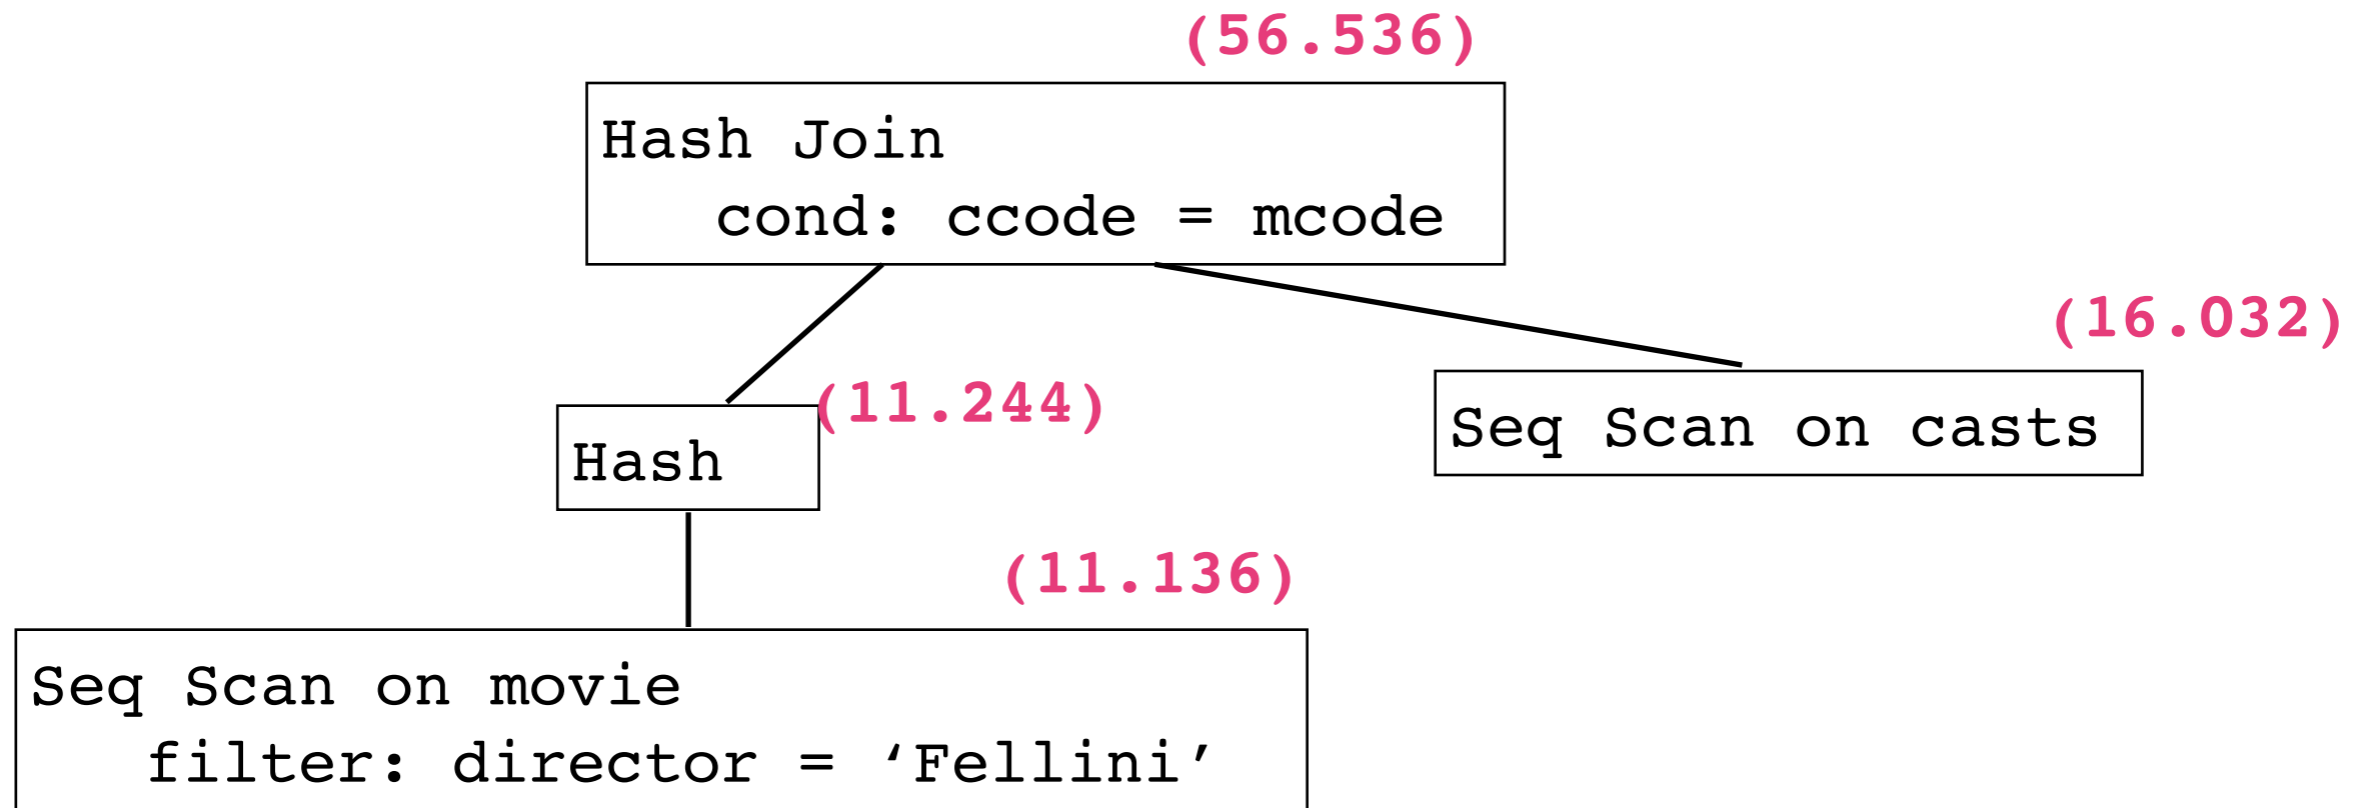 (56.536)
Hash Join
cond: ccode = mcode
(16.032)
(11.244)
Hash
Seq Scan on casts
(11.136)
Seq Scan on movie
filter: director = ‘Fellini’